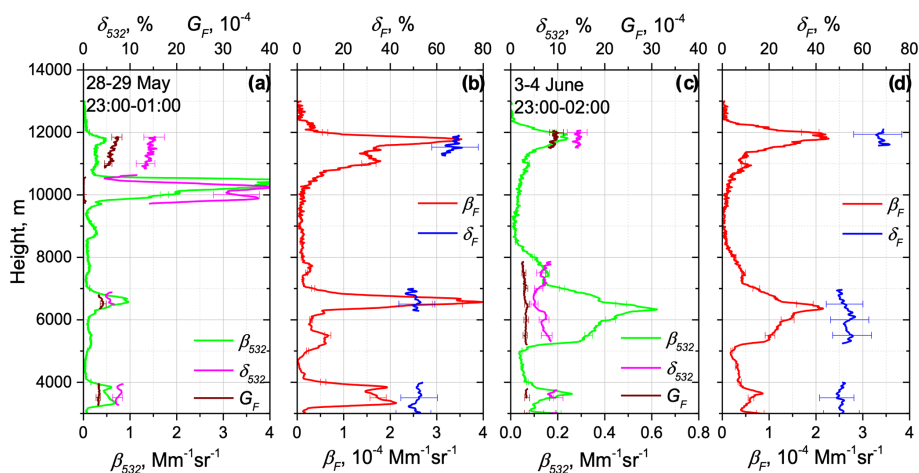 δ532, %   GF, 10-4
δF, %
δ532, %   GF, 10-4
δF, %
0 10 20 30 40
0 20 40 60 80
0 10 20 30 40
0 20 40 60 80
14000
12000
10000
8000
6000
4000
Height, m
28-29 May
23:00-01:00
(a)
β532
δ532
GF
(b)
βF
δF
3-4 June
23:00-02:00
(c)
β532
δ532
GF
(d)
βF
δF
0 1 2 3 4
0 1 2 3 4
0.0 0.2 0.4 0.6 0.8
0 1 2 3 4
β532, Mm-1sr-1
βF, 10-4 Mm-1sr-1
β532, Mm-1sr-1
βF, 10-4 Mm-1sr-1